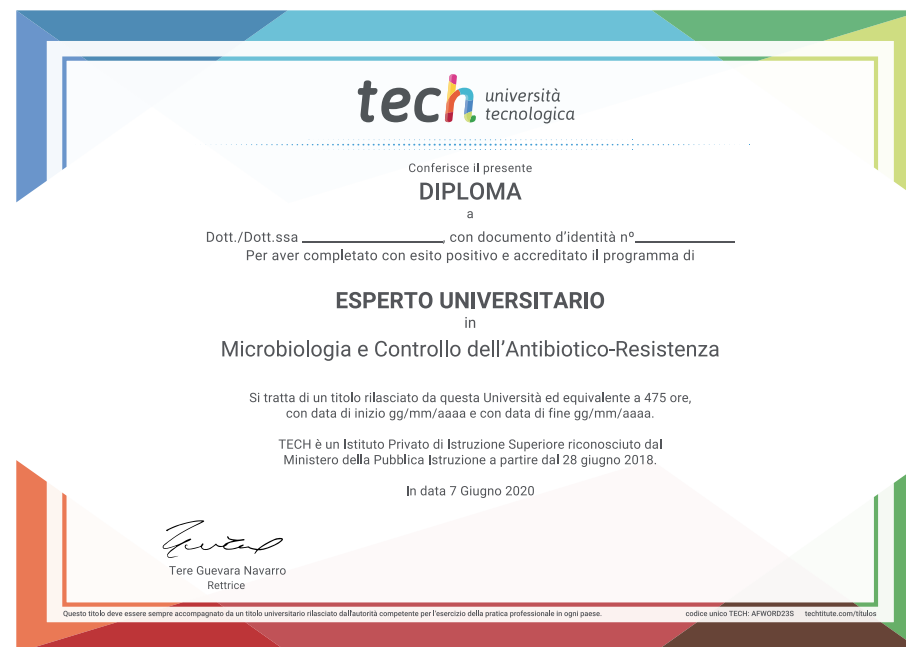 tech università
tecnologica
Conferisce il presente
DIPLOMA
a
Dott./Dott.ssa ____________________, con documento d'identità nº______________
Per aver completato con esito positivo e accreditato il programma di
ESPERTO UNIVERSITARIO
in
Microbiologia e Controllo dell'Antibiotico-Resistenza
Si tratta di un titolo rilasciato da questa Università ed equivalente a 475 ore,
con data di inizio gg/mm/aaaa e con data di fine gg/mm/aaaa.
TECH è un Istituto Privato di Istruzione Superiore riconosciuto dal
Ministero della Pubblica Istruzione a partire dal 28 giugno 2018.
In data 7 Giugno 2020
Tere Guevara Navarro
Rettrice
Questo titolo deve essere sempre accompagnato da un titolo universitario rilasciato dall'autorità competente per l'esercizio della pratica professionale in ogni paese. codice unico TECH: AFWORD23S techtitute.com/títulos